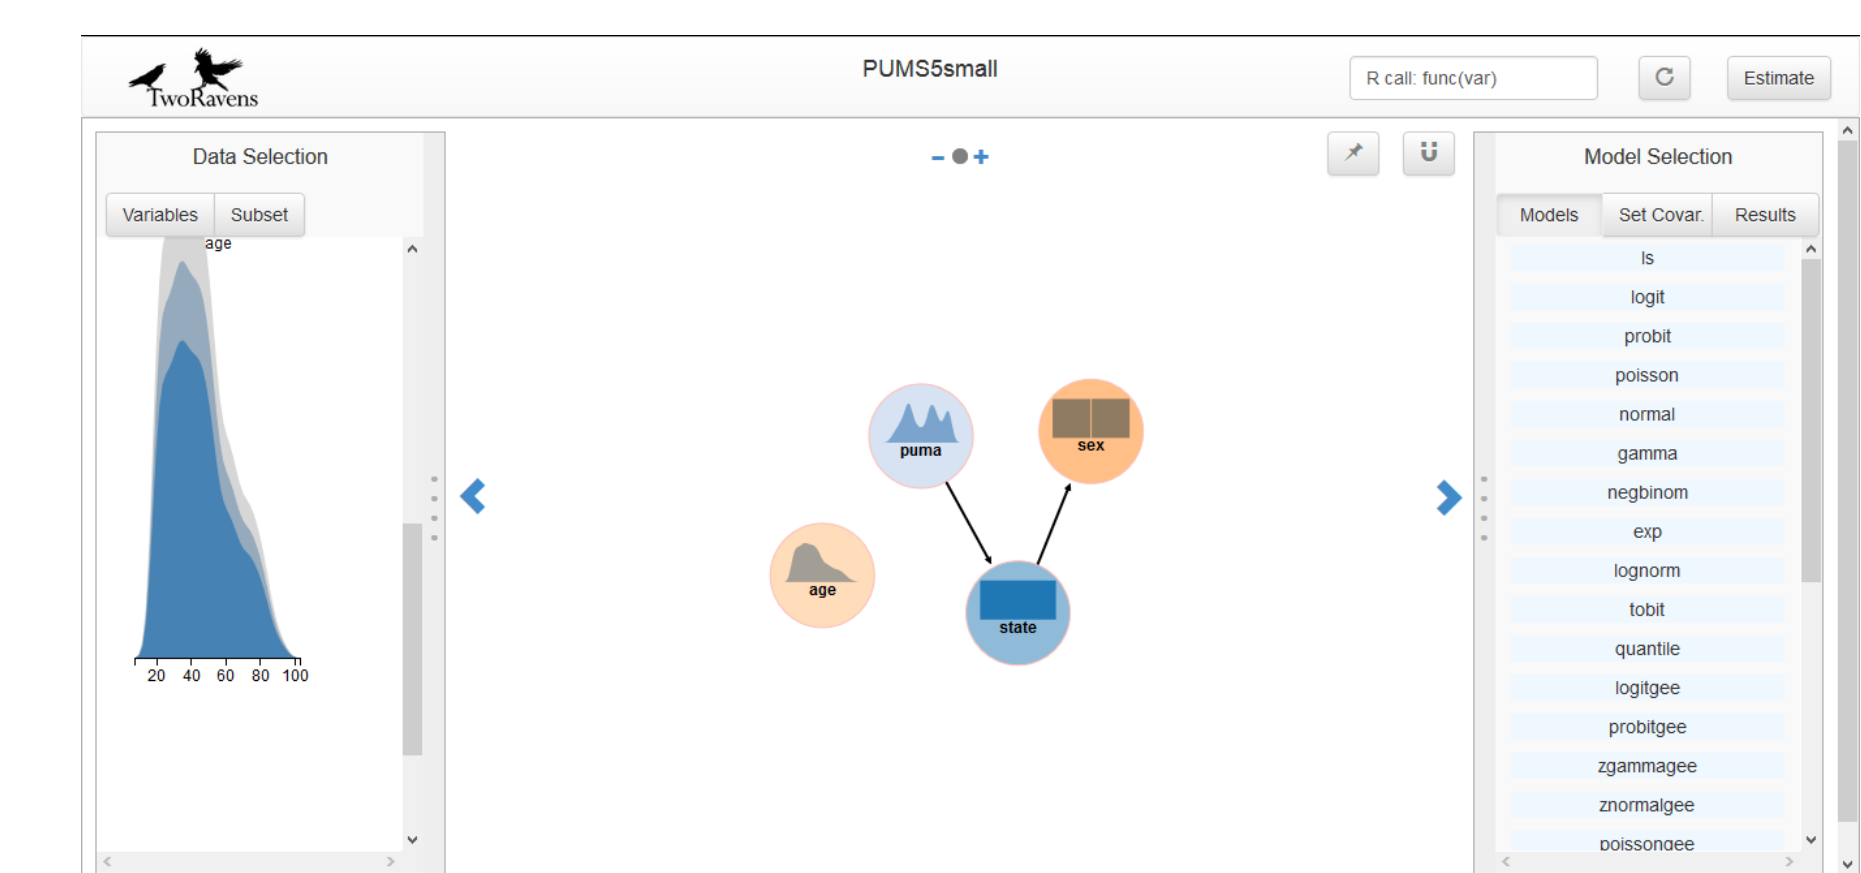 TwoRavens
PUMS5small
R call: func(var)
Estimate
Data Selection
Variables Subset
age
20 40 60 80 100
puma
sex
age
state
Model Selection
Models Set Covar. Results
ls
logit
probit
poisson
normal
gamma
negbinom
exp
lognorm
tobit
quantile
logitgee
probitgee
zgammagee
znormalgee
poissongee